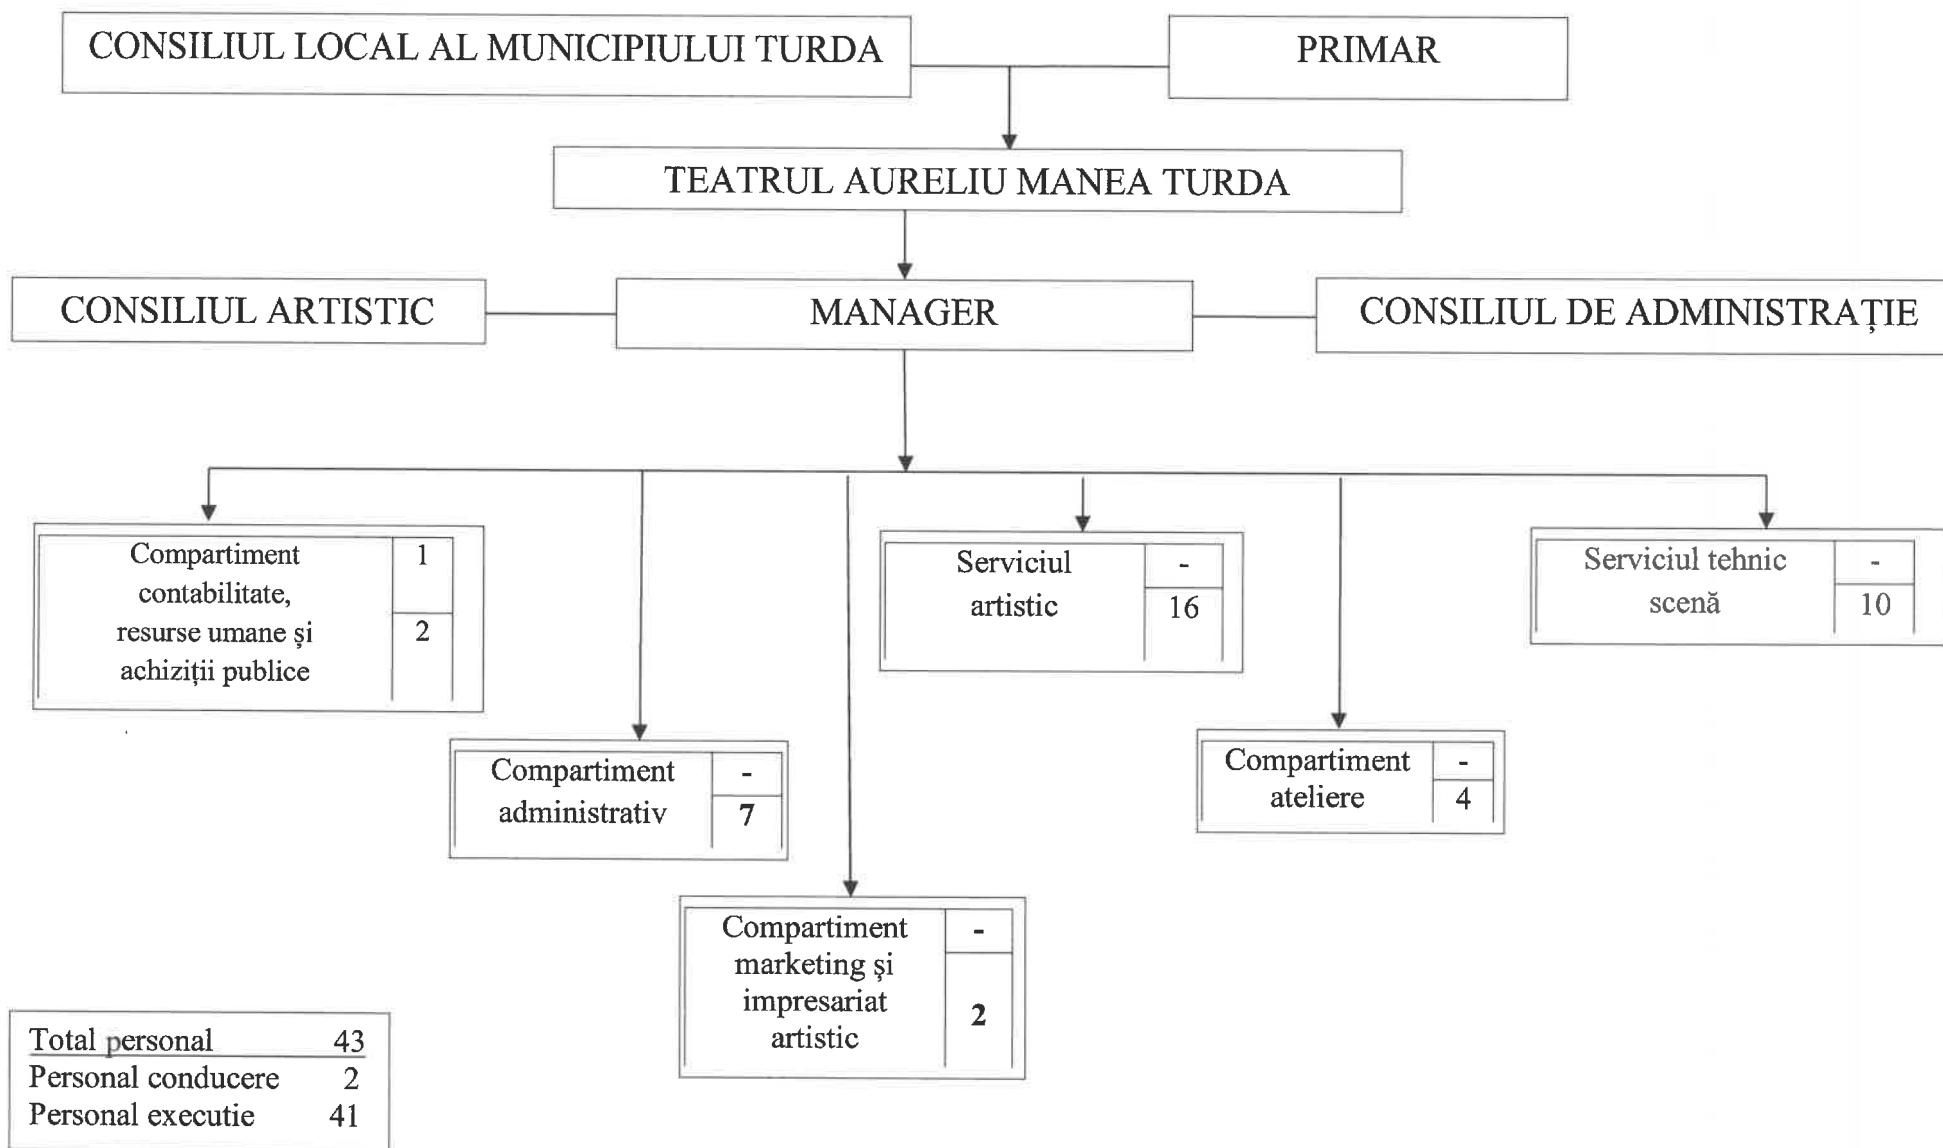 CONSILIUL LOCAL AL MUNICIPIULUI TURDA
PRIMAR
TEATRUL AURELIU MANEA TURDA
CONSILIUL ARTISTIC
MANAGER
CONSILIUL DE ADMINISTRAȚIE
Compartiment
contabilitate,
resurse umane și
achiziții publice
1
2
Serviciul
artistic
-
16
Serviciul tehnic
scenă
-
10
Compartiment
administrativ
-
7
Compartiment
ateliere
-
4
Compartiment
marketing și
impresariat
artistic
-
2
Total personal 43
Personal conducere 2
Personal executie 41